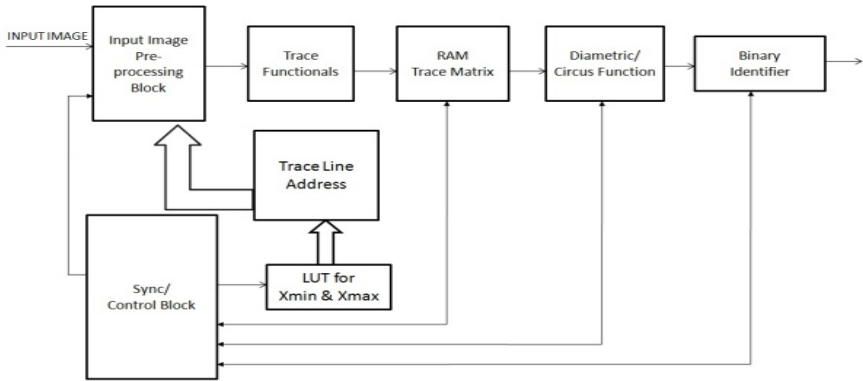 INPUT IMAGE
Input Image
Pre-
processing
Block
Trace
Functionals
RAM
Trace Matrix
Diametric/
Circus Function
Binary
Identifier
Trace Line
Address
LUT for
Xmin & Xmax
Sync/
Control Block